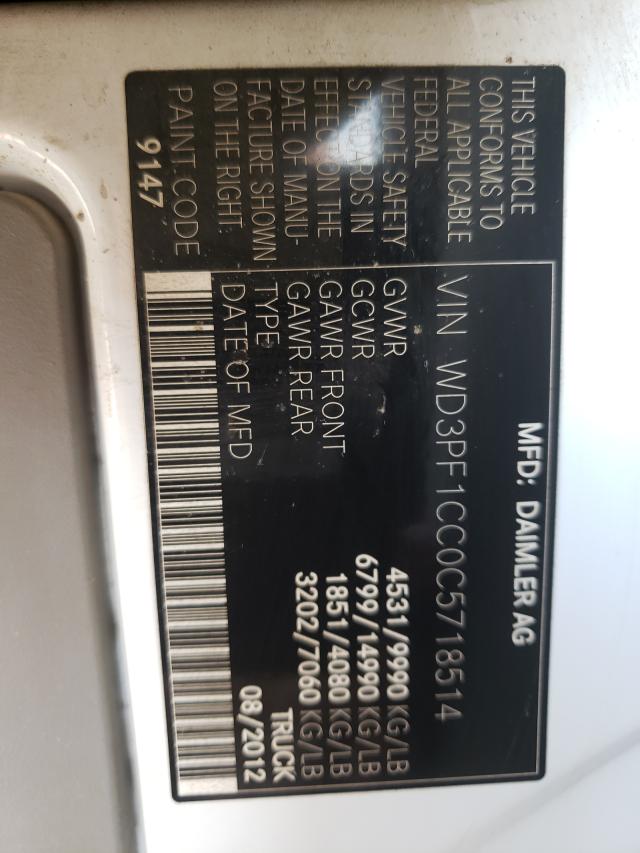 MFD: DAIMLER AG
THIS VEHICLE
CONFORMS TO
ALL APPLICABLE
FEDERAL
VEHICLE SAFETY
STANDARDS IN
EFFECT ON THE
DATE OF MANU-
FACTURE SHOWN
ON THE RIGHT.
PAINT CODE
9147
VIN WD3PF1CC0C5718514
GVWR 4531/9990 KG/LB
GCWR 6799/14990 KG/LB
GAWR FRONT 1851/4080 KG/LB
GAWR REAR 3202/7060 KG/LB
TYPE TRUCK
DATE OF MFD 08/2012